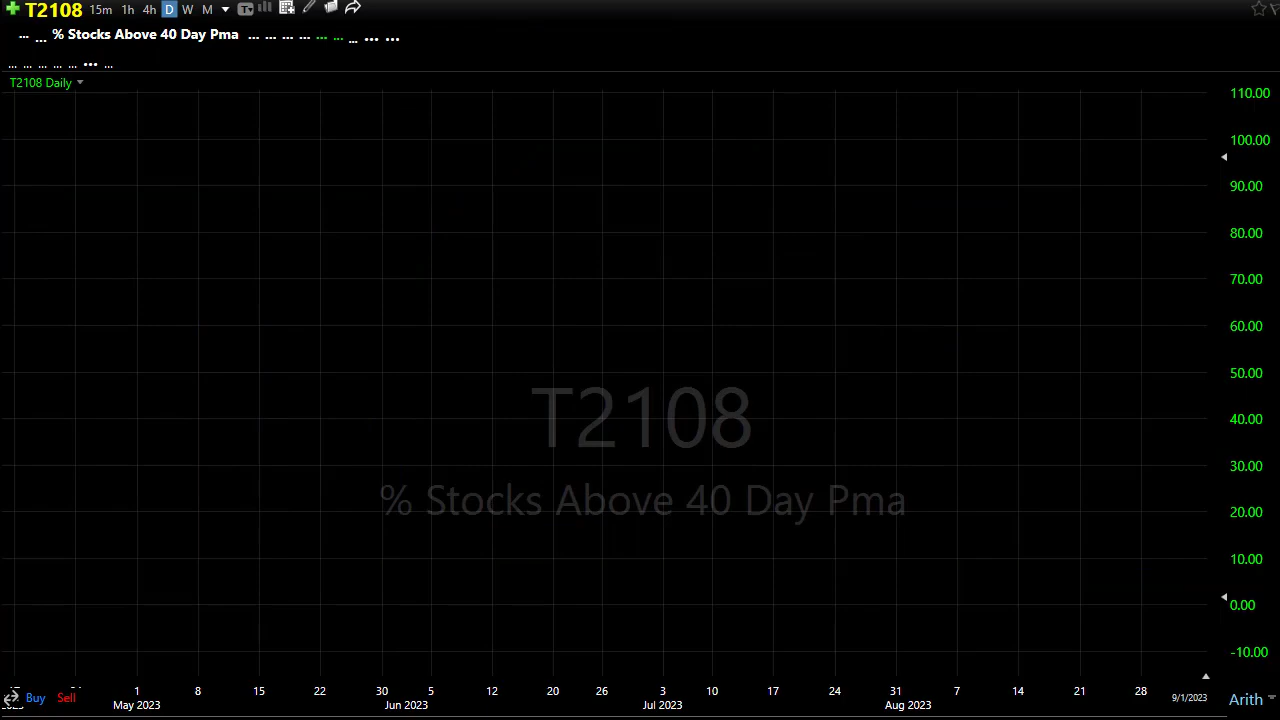 T2108 15m 1h 4h D W M T
... ... % Stocks Above 40 Day Pma ... ... ... ... ... ... ... ... ...
... ... ... ... ... ... ...
T2108 Daily
110.00
100.00
90.00
80.00
70.00
60.00
50.00
40.00
30.00
20.00
10.00
0.00
-10.00
T2108
% Stocks Above 40 Day Pma
1 8 15 22 30 5 12 20 26 3 10 17 24 31 7 14 21 28
Buy Sell
May 2023 Jun 2023 Jul 2023 Aug 2023 9/1/2023
Arith